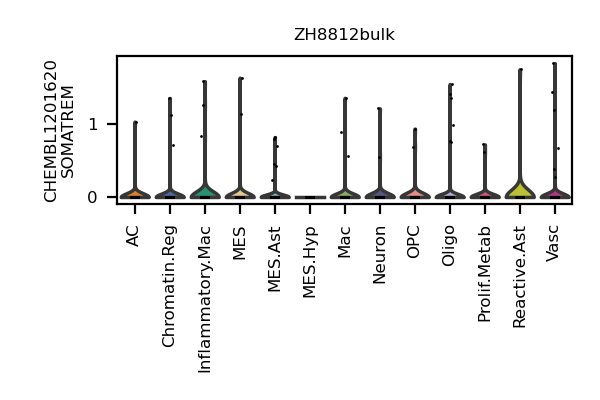 ZH8812bulk
CHEMBL1201620
SOMATREM
1
0
AC
Chromatin.Reg
Inflammatory.Mac
MES
MES.Ast
MES.Hyp
Mac
Neuron
OPC
Oligo
Prolif.Metab
Reactive.Ast
Vasc